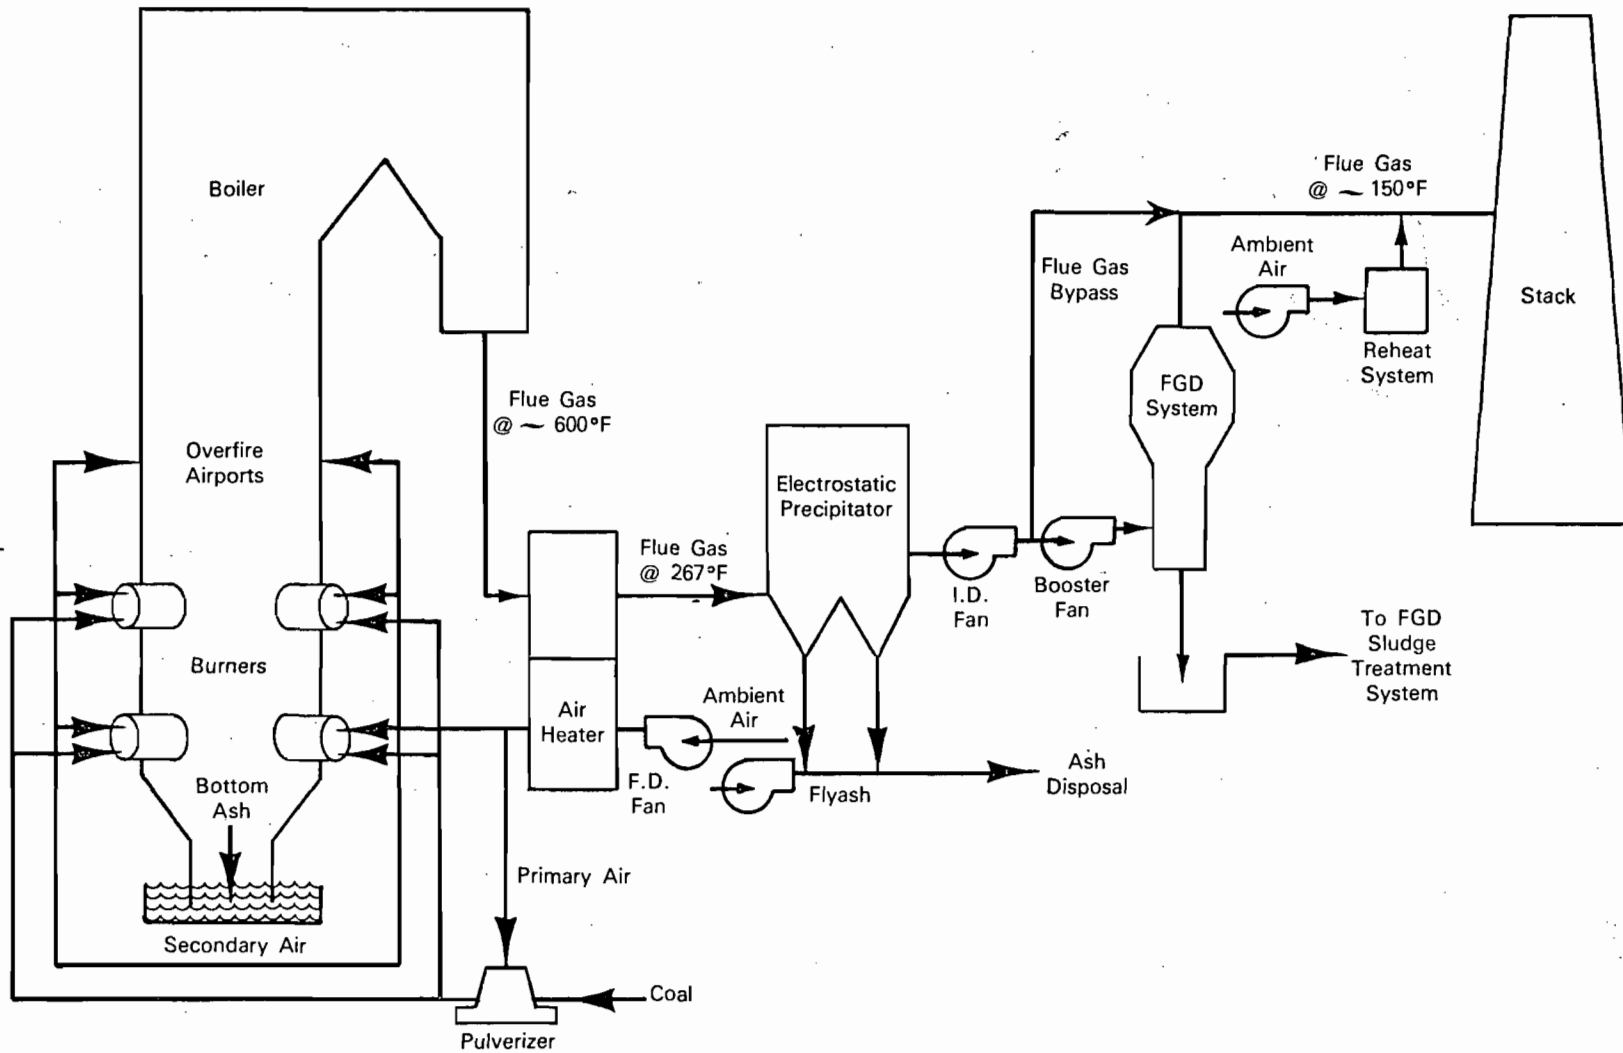 Boiler
Flue Gas
@ ~ 600°F
Overfire
Airports
Burners
Bottom
Ash
Secondary Air
Flue Gas
@ 267°F
Air
Heater
F.D.
Fan
Ambient
Air
Primary Air
Coal
Pulverizer
Electrostatic
Precipitator
Flyash
Ash
Disposal
I.D.
Fan
Booster
Fan
Flue Gas
Bypass
FGD
System
To FGD
Sludge
Treatment
System
Ambient
Air
Reheat
System
Flue Gas
@ ~ 150°F
Stack